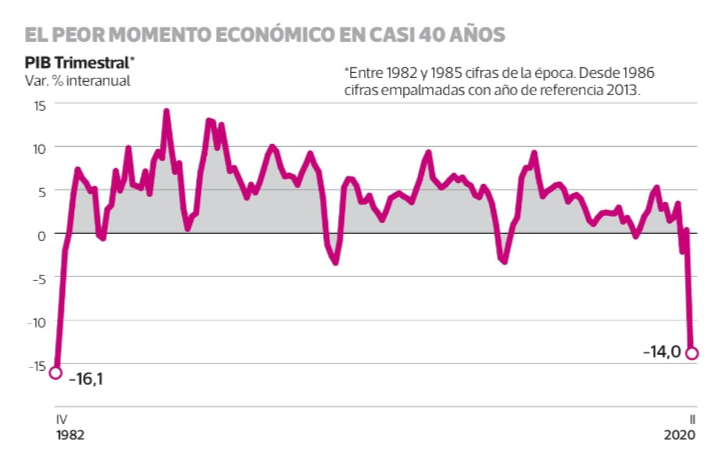 EL PEOR MOMENTO ECONÓMICO EN CASI 40 AÑOS
PIB Trimestral*
Var. % interanual
*Entre 1982 y 1985 cifras de la época. Desde 1986
cifras empalmadas con año de referencia 2013.
15
10
5
0
-5
-10
-15
-16,1
-14,0
IV
1982
II
2020